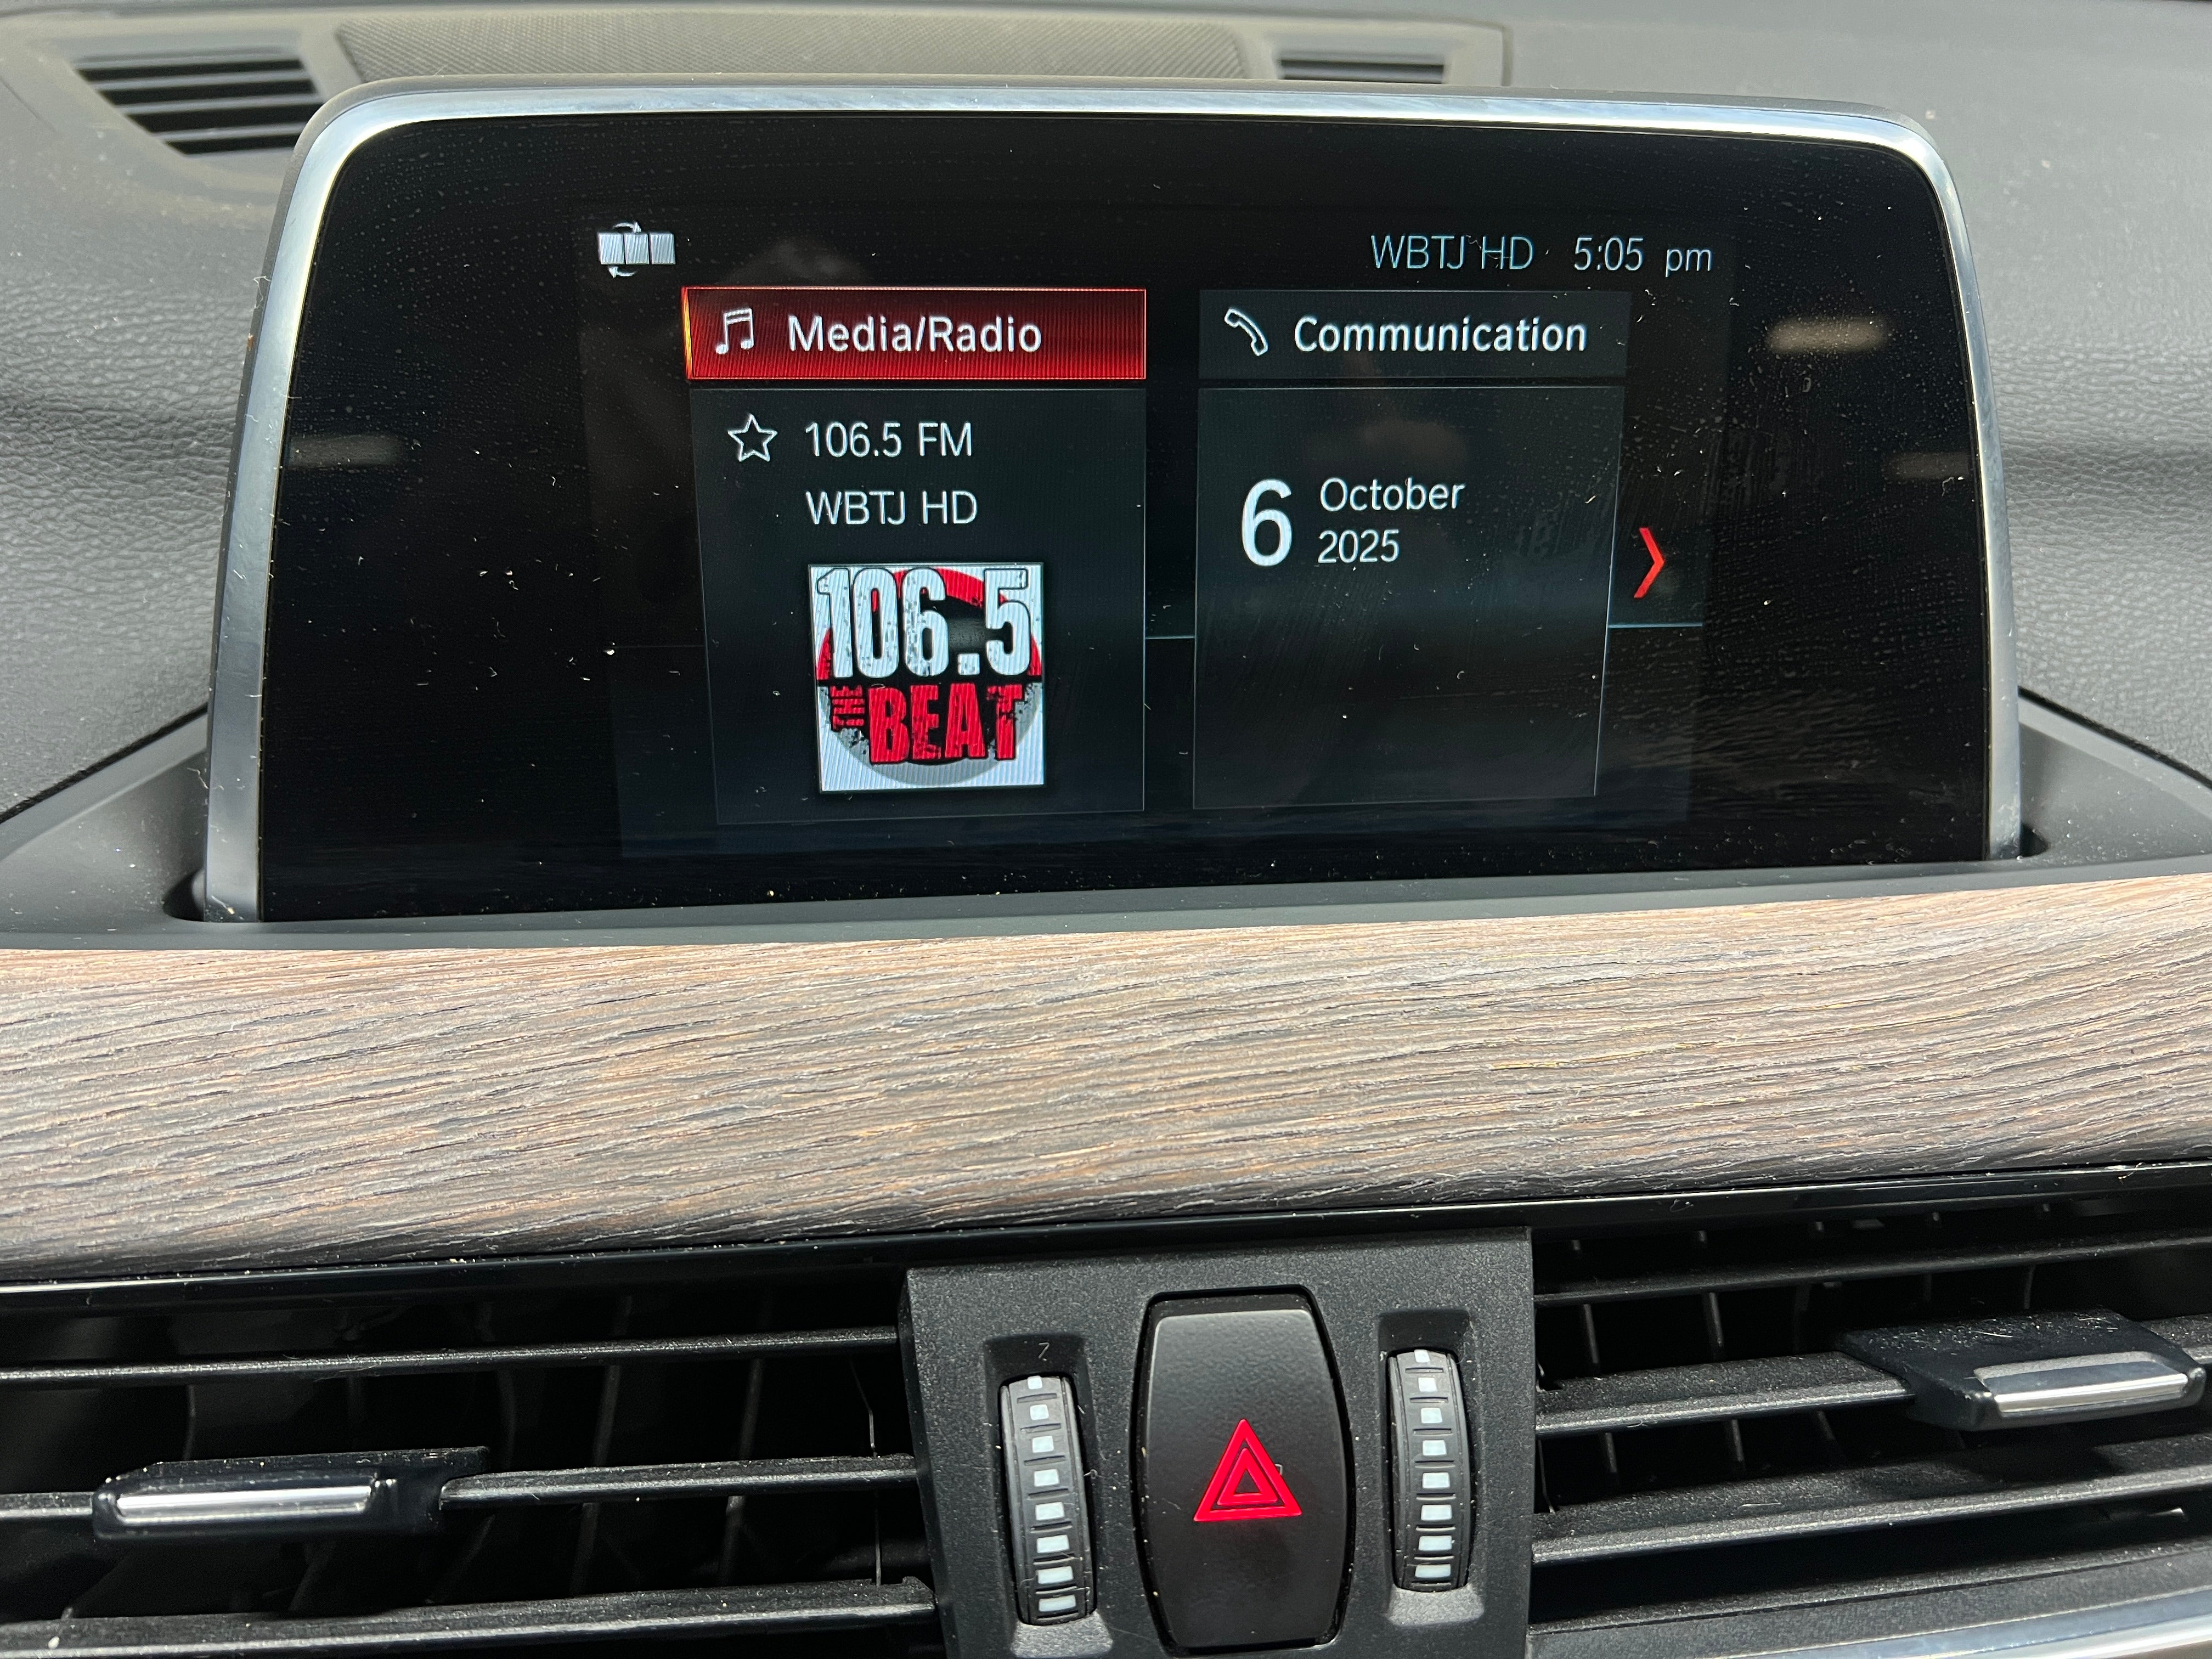 WBTJ HD 5:05 pm
Media/Radio
106.5 FM
WBTJ HD
106.5
THE BEAT
Communication
6 October
2025